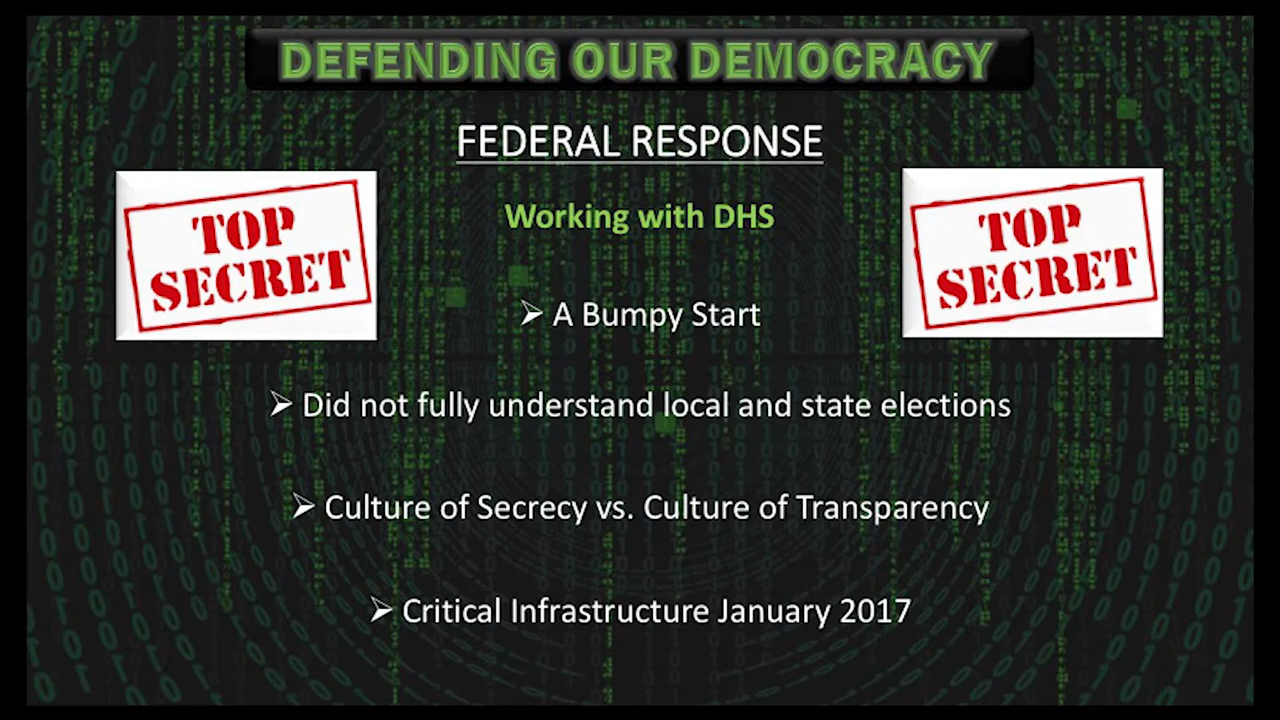 DEFENDING OUR DEMOCRACY
FEDERAL RESPONSE
TOP
SECRET
TOP
SECRET
Working with DHS
A Bumpy Start
Did not fully understand local and state elections
Culture of Secrecy vs. Culture of Transparency
Critical Infrastructure January 2017